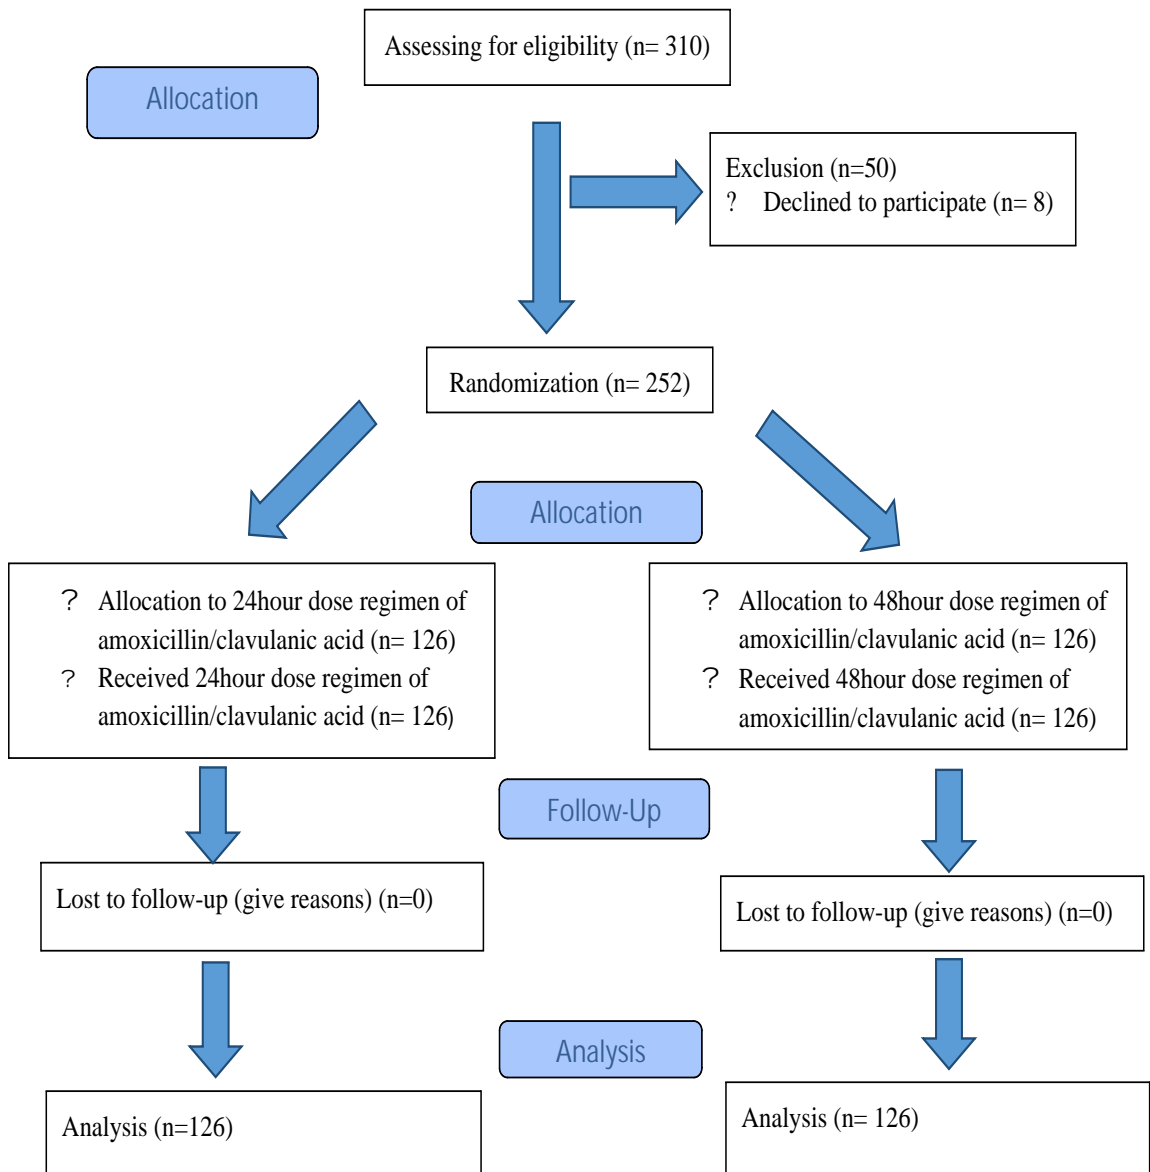 Assessing for eligibility (n= 310)
Allocation
Exclusion (n=50)
? Declined to participate (n= 8)
Randomization (n= 252)
Allocation
? Allocation to 24hour dose regimen of
amoxicillin/clavulanic acid (n= 126)
? Received 24hour dose regimen of
amoxicillin/clavulanic acid (n= 126)
? Allocation to 48hour dose regimen of
amoxicillin/clavulanic acid (n= 126)
? Received 48hour dose regimen of
amoxicillin/clavulanic acid (n= 126)
Follow-Up
Lost to follow-up (give reasons) (n=0)
Lost to follow-up (give reasons) (n=0)
Analysis
Analysis (n=126)
Analysis (n= 126)